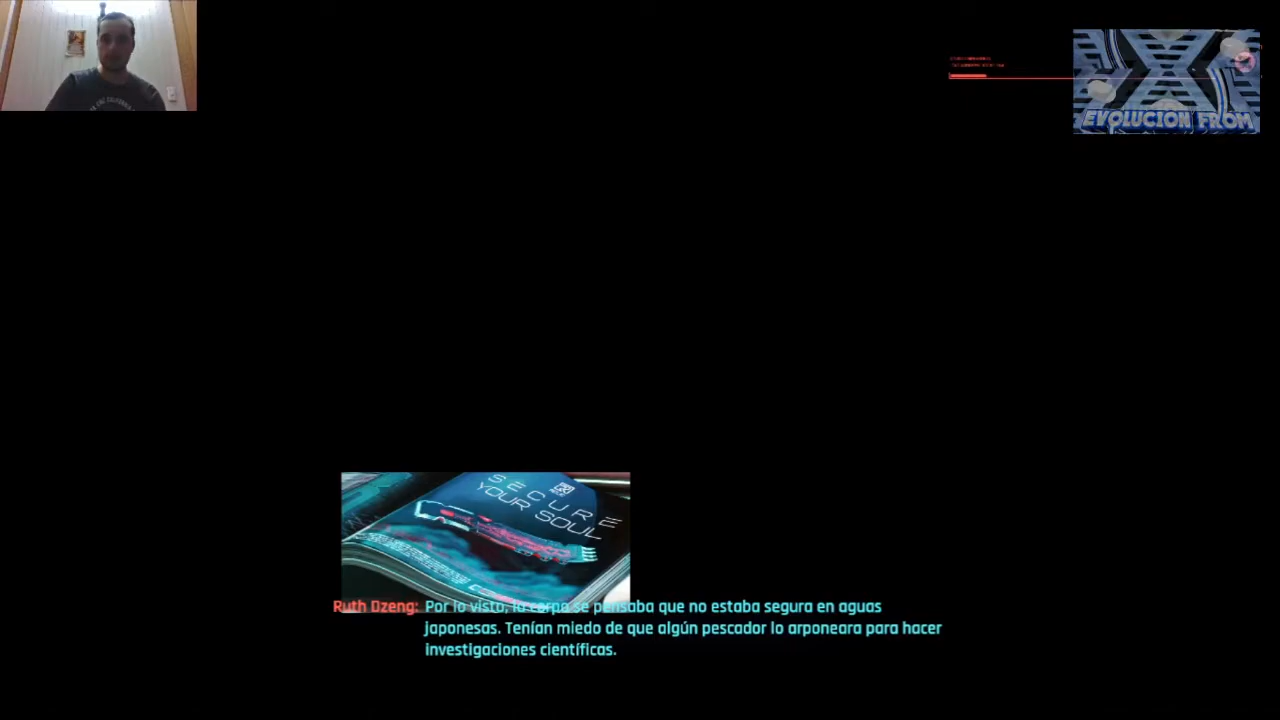 EVOLUCION FROM
SECURE
YOUR SOUL
Ruth Dzeng: Por lo visto, la corpo se pensaba que no estaba segura en aguas
japonesas. Tenían miedo de que algún pescador lo arponeara para hacer
investigaciones científicas.